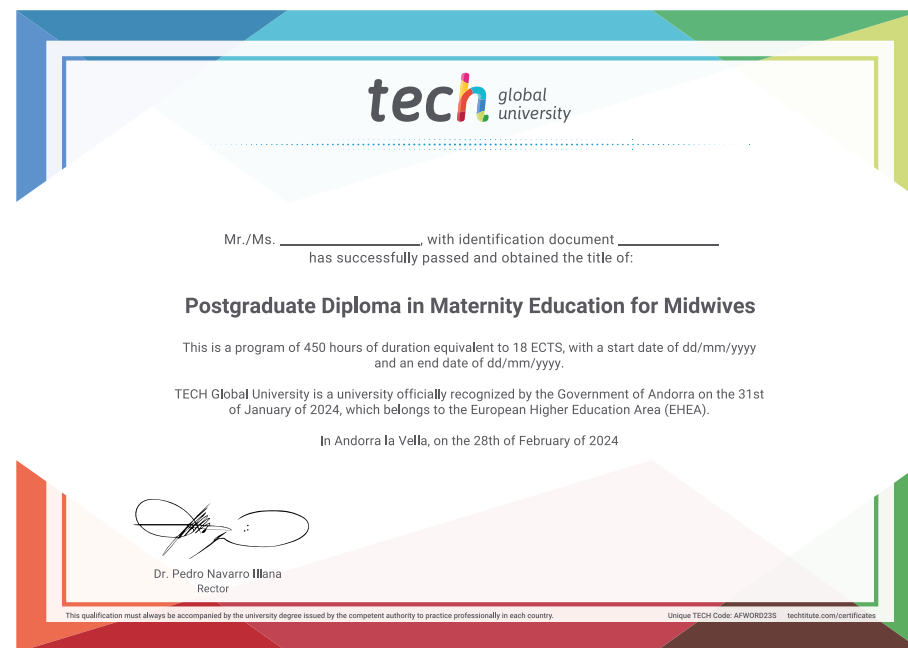 tech global
university
Mr./Ms. ____________, with identification document ____________
has successfully passed and obtained the title of:
Postgraduate Diploma in Maternity Education for Midwives
This is a program of 450 hours of duration equivalent to 18 ECTS, with a start date of dd/mm/yyyy
and an end date of dd/mm/yyyy.
TECH Global University is a university officially recognized by the Government of Andorra on the 31st
of January of 2024, which belongs to the European Higher Education Area (EHEA).
In Andorra la Vella, on the 28th of February of 2024
Dr. Pedro Navarro Illana
Rector
This qualification must always be accompanied by the university degree issued by the competent authority to practice professionally in each country.
Unique TECH Code: AFWORD23S techtitute.com/certificates